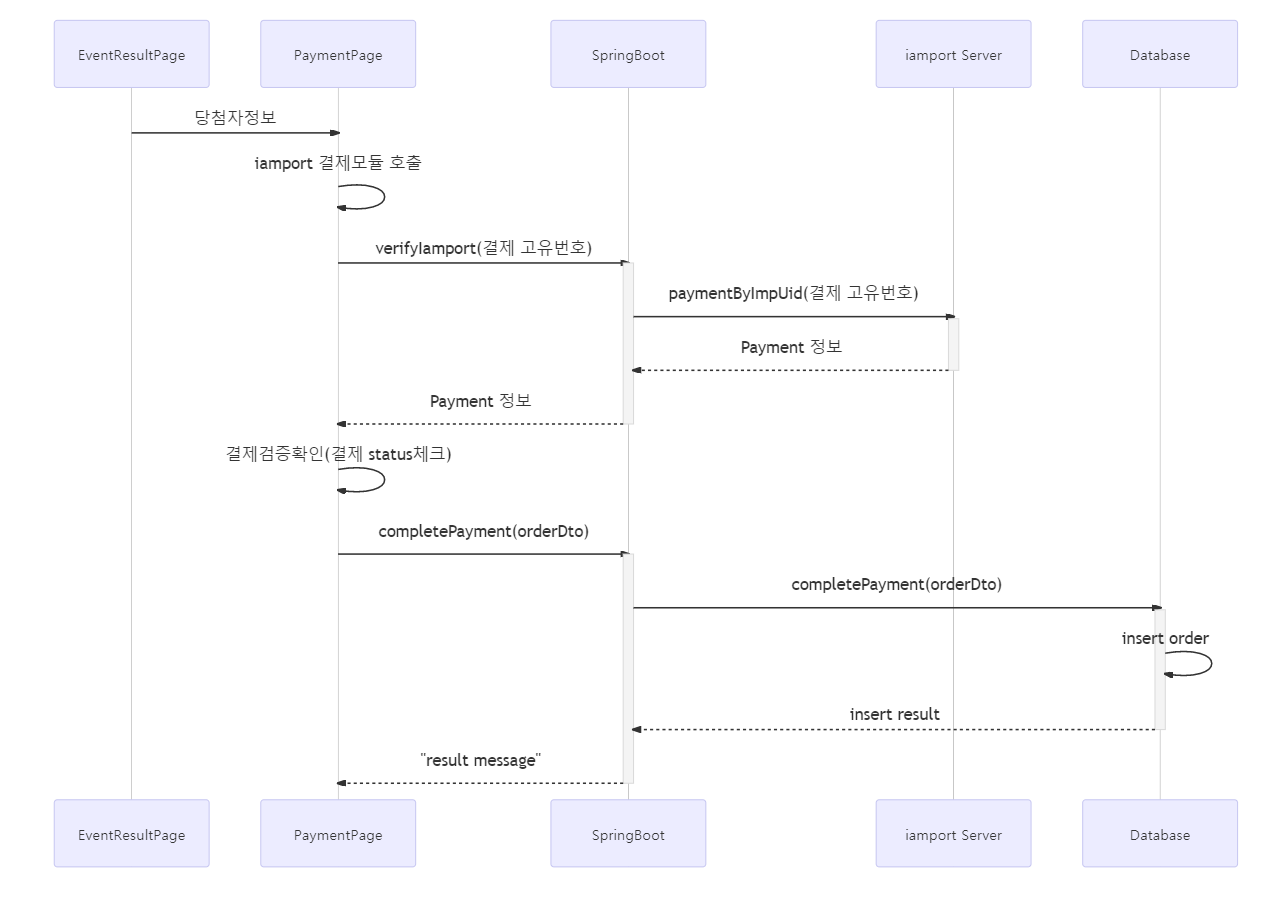 EventResultPage
PaymentPage
SpringBoot
iamport Server
Database
당첨자정보
iamport 결제모듈 호출
verifyIamport(결제 고유번호)
paymentByImpUid(결제 고유번호)
Payment 정보
Payment 정보
결제검증확인(결제 status체크)
completePayment(orderDto)
completePayment(orderDto)
insert order
insert result
"result message"
EventResultPage
PaymentPage
SpringBoot
iamport Server
Database